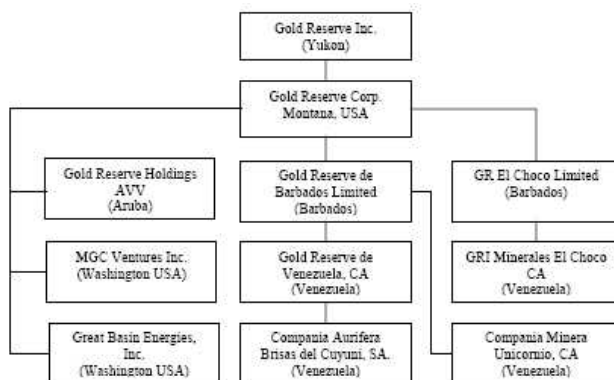 Gold Reserve Inc.
(Yukon)
Gold Reserve Corp.
Montana, USA
Gold Reserve Holdings
AVV
(Aruba)
Gold Reserve de
Barbados Limited
(Barbados)
GR El Choco Limited
(Barbados)
MGC Ventures Inc.
(Washington USA)
Gold Reserve de
Venezuela, CA
(Venezuela)
GRI Minerales El Choco
CA
(Venezuela)
Great Basin Energies,
Inc.
(Washington USA)
Compania Aurifera
Brisas del Cuyuni, SA.
(Venezuela)
Compania Minera
Unicornio, CA
(Venezuela)